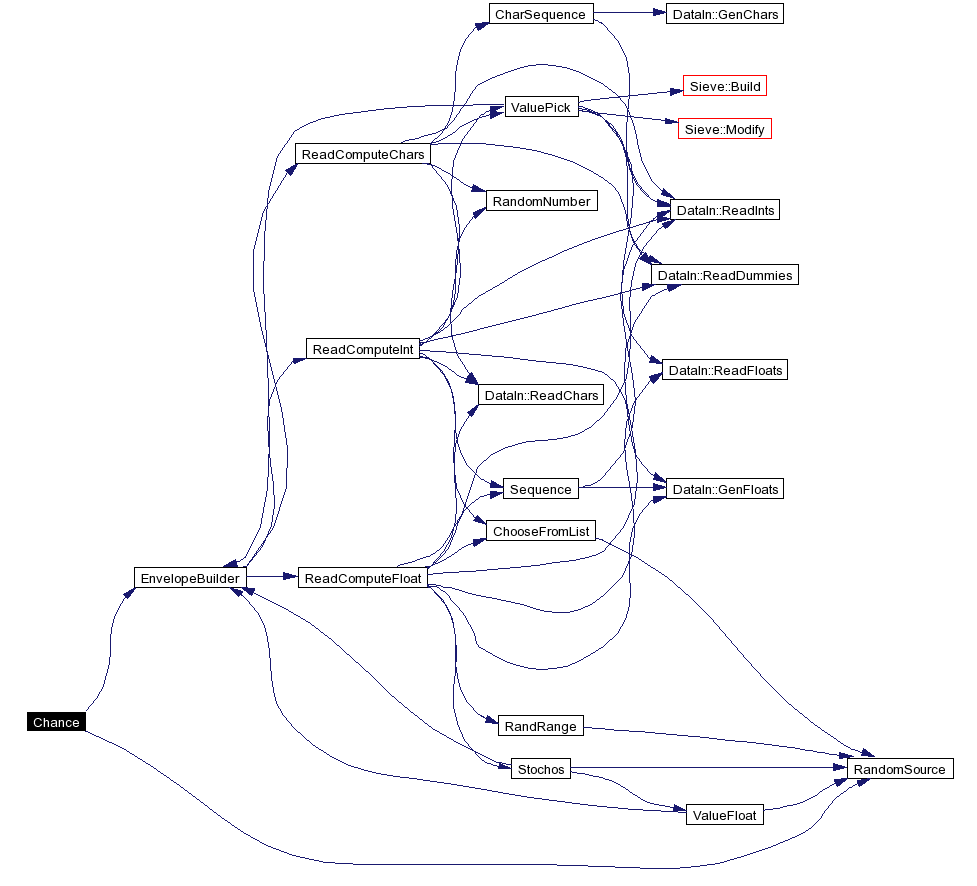 CharSequence
DataIn::GenChars
Sieve::Build
ValuePick
Sieve::Modify
ReadComputeChars
RandomNumber
DataIn::ReadInts
DataIn::ReadDummies
ReadComputeInt
DataIn::ReadFloats
DataIn::ReadChars
Sequence
DataIn::GenFloats
ChooseFromList
EnvelopeBuilder
ReadComputeFloat
Chance
RandRange
Stochos
RandomSource
ValueFloat